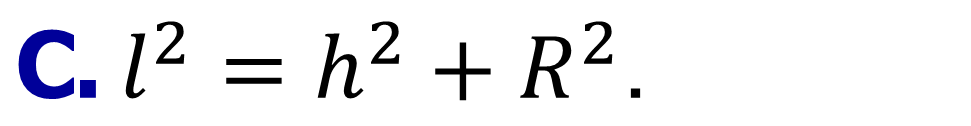 C. l² = h² + R².